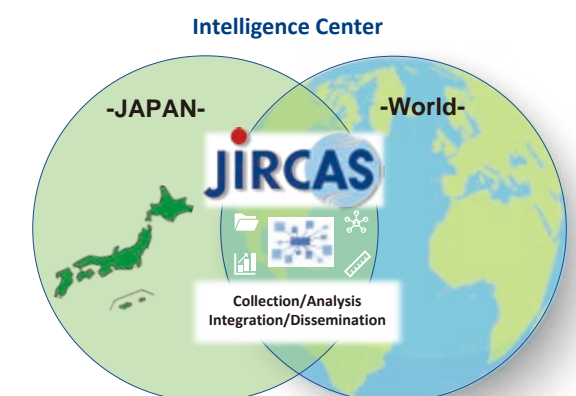 Intelligence Center
-JAPAN-
-World-
JIRCAS
Collection/Analysis
Integration/Dissemination